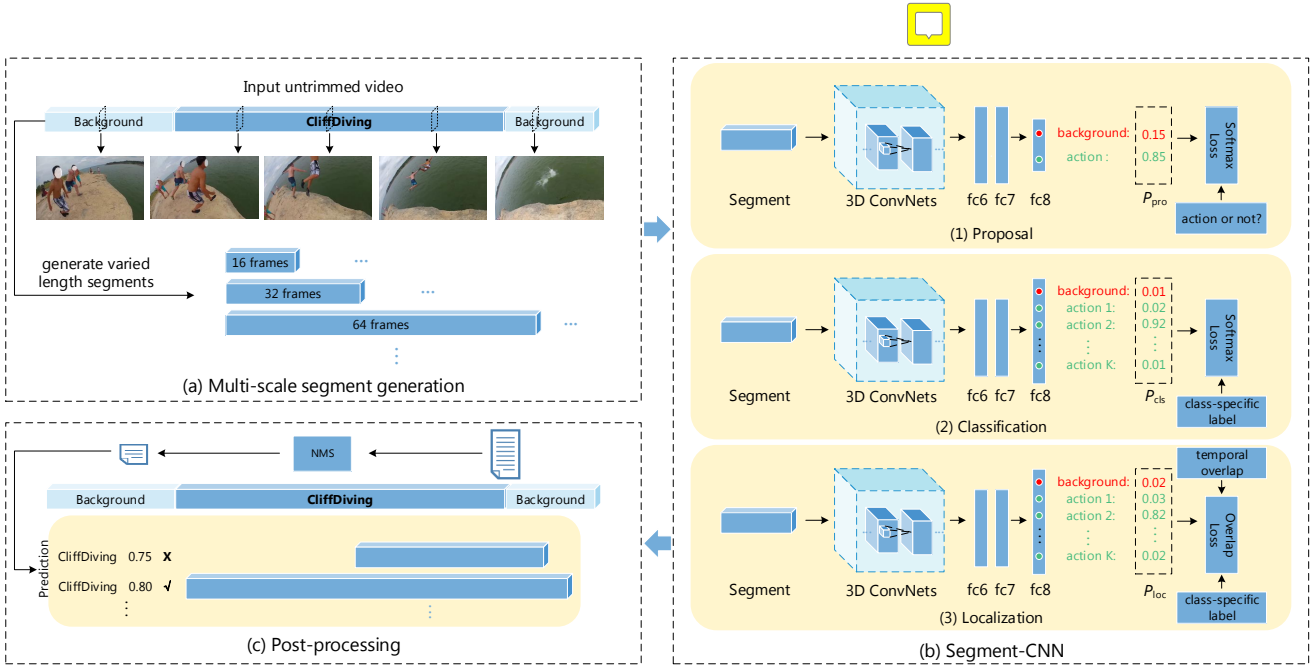 Input untrimmed video
Background
CliffDiving
Background
generate varied
length segments
16 frames
...
32 frames
...
64 frames
...
(a) Multi-scale segment generation
Segment
3D ConvNets
fc6
fc7
fc8
background: 0.15
action : 0.85
Ppro
Softmax
Loss
action or not?
(1) Proposal
Segment
3D ConvNets
fc6
fc7
fc8
background: 0.01
action 1: 0.02
action 2: 0.92
action K: 0.01
Pcls
Softmax
Loss
class-specific
label
(2) Classification
Segment
3D ConvNets
fc6
fc7
fc8
background: 0.02
action 1: 0.03
action 2: 0.82
action K: 0.02
Ploc
temporal
overlap
Overlap
Loss
class-specific
label
(3) Localization
(b) Segment-CNN
NMS
Background
CliffDiving
Background
Prediction
CliffDiving 0.75 X
CliffDiving 0.80 √
(c) Post-processing